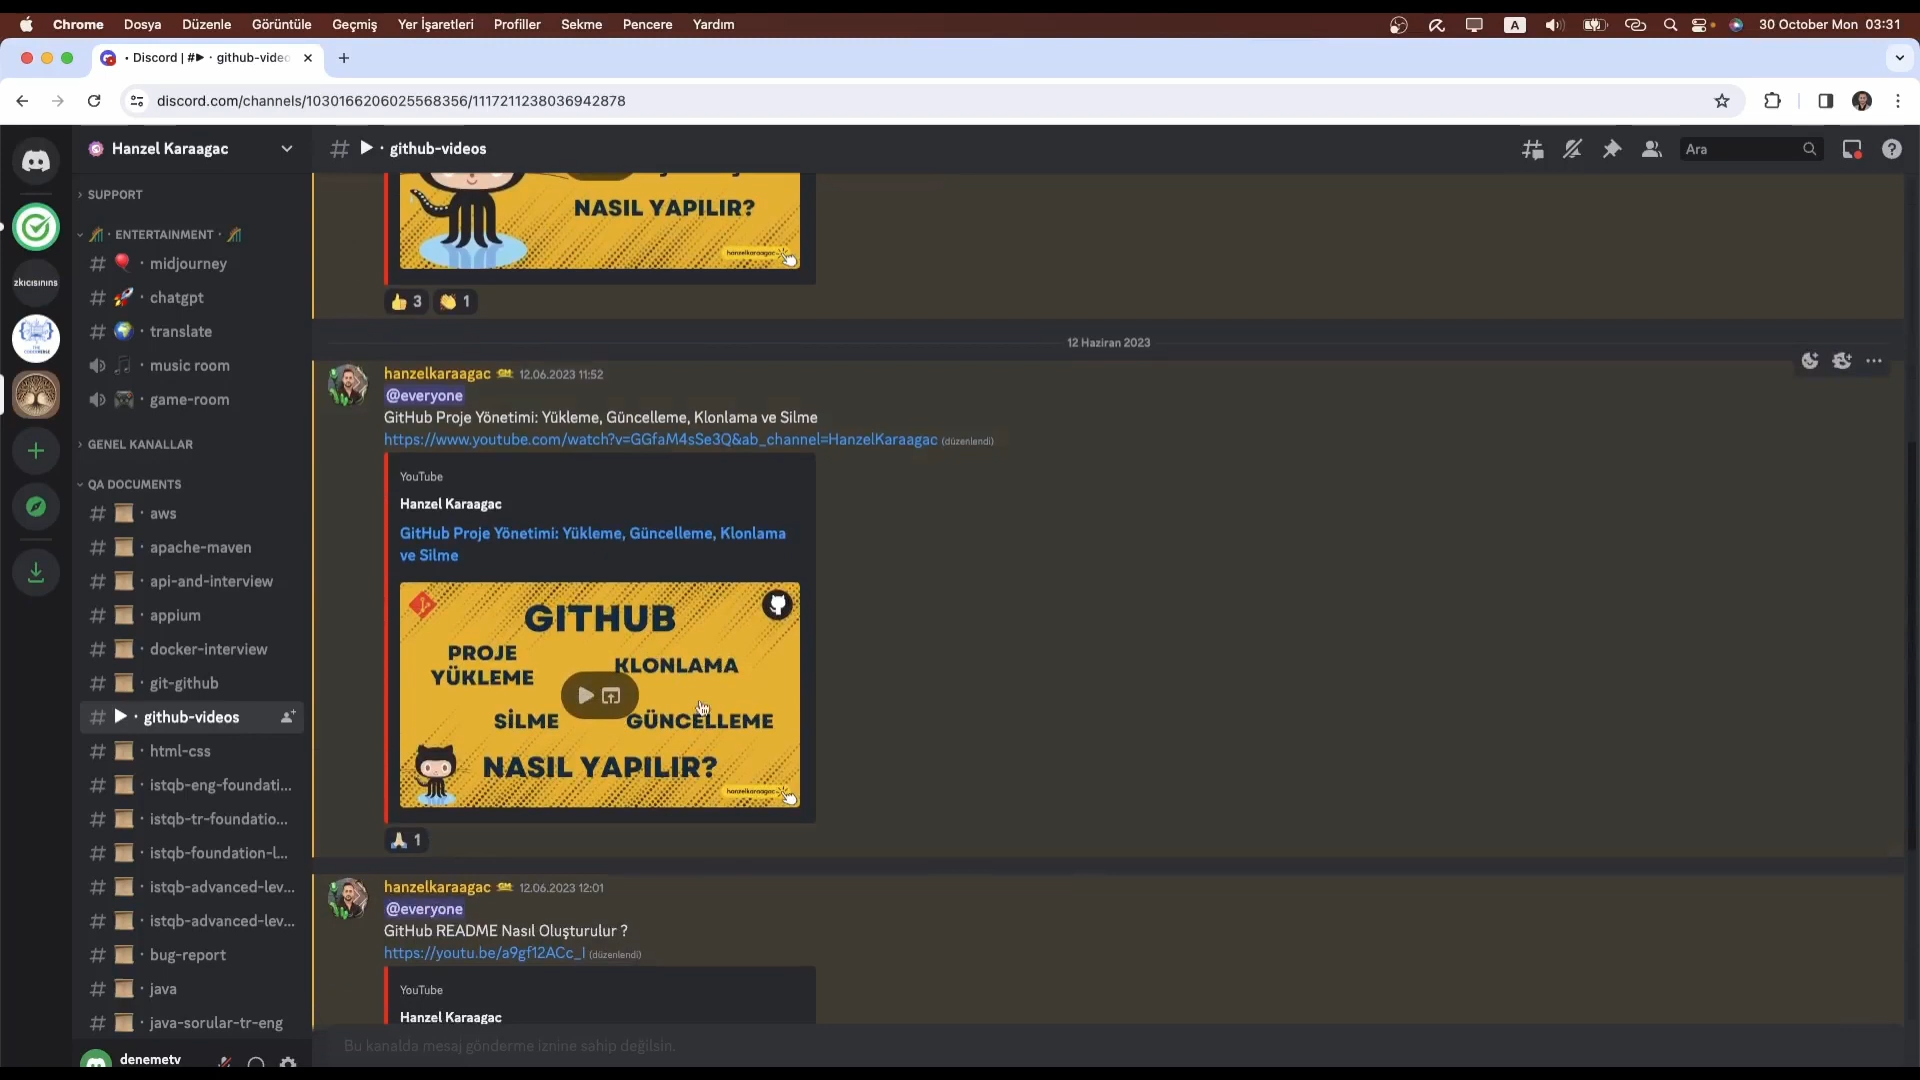 Chrome Dosya Düzenle Görüntüle Geçmiş Yer İşaretleri Profiller Sekme Pencere Yardım A 30 October Mon 03:31
• Discord | #▶ · github-video
discord.com/channels/1030166206025568356/1117211238036942878
Hanzel Karaagac
SUPPORT
· ENTERTAINMENT ·
# · midjourney
# · chatgpt
# · translate
· music room
· game-room
GENEL KANALLAR
QA DOCUMENTS
# · aws
# · apache-maven
# · api-and-interview
# · appium
# · docker-interview
# · git-github
# ▶ · github-videos
# · html-css
# · istqb-eng-foundati...
# · istqb-tr-foundatio...
# · istqb-foundation-l...
# · istqb-advanced-lev...
# · istqb-advanced-lev...
# · bug-report
# · java
# · java-sorular-tr-eng
denemetv
# ▶ · github-videos
Ara
NASIL YAPILIR?
hanzelkaraagac
3 1
12 Haziran 2023
hanzelkaraagac 12.06.2023 11:52
@everyone
GitHub Proje Yönetimi: Yükleme, Güncelleme, Klonlama ve Silme
https://www.youtube.com/watch?v=GGfaM4sSe3Q&ab_channel=HanzelKaraagac (düzenlendi)
YouTube
Hanzel Karaagac
GitHub Proje Yönetimi: Yükleme, Güncelleme, Klonlama
ve Silme
GITHUB
PROJE
YÜKLEME
KLONLAMA
SİLME
GÜNCELLEME
NASIL YAPILIR?
hanzelkaraagac
1
hanzelkaraagac 12.06.2023 12:01
@everyone
GitHub README Nasıl Oluşturulur ?
https://youtu.be/a9gf12ACc_I (düzenlendi)
YouTube
Hanzel Karaagac
Bu kanalda mesaj gönderme iznine sahip değilsin.